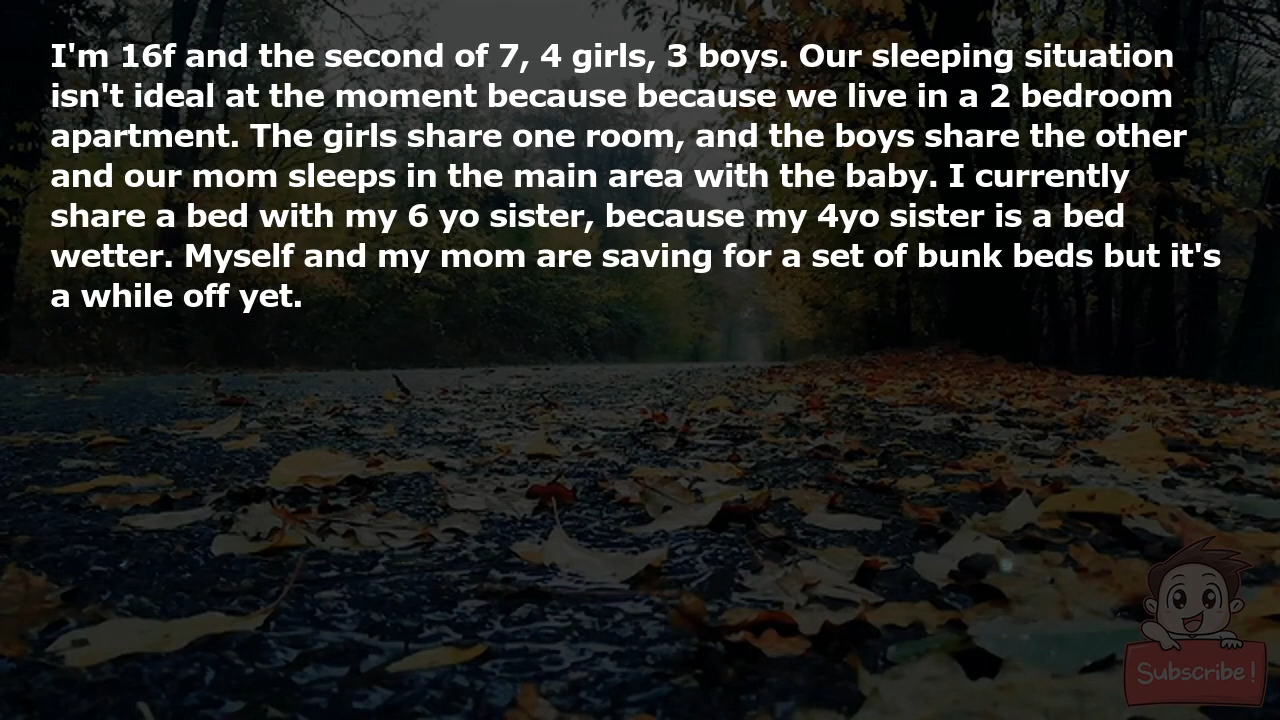 I'm 16f and the second of 7, 4 girls, 3 boys. Our sleeping situation
isn't ideal at the moment because because we live in a 2 bedroom
apartment. The girls share one room, and the boys share the other
and our mom sleeps in the main area with the baby. I currently
share a bed with my 6 yo sister, because my 4yo sister is a bed
wetter. Myself and my mom are saving for a set of bunk beds but it's
a while off yet.
Subscribe!